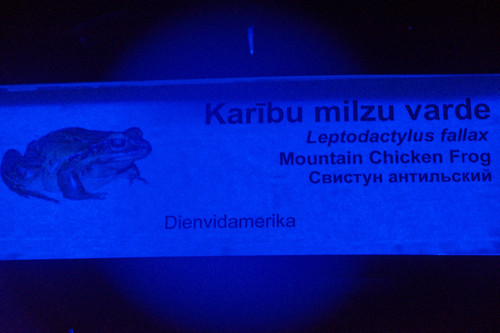 Karību milzu varde
Leptodactylus fallax
Mountain Chicken Frog
Свистун антильский
Dienvidamerika